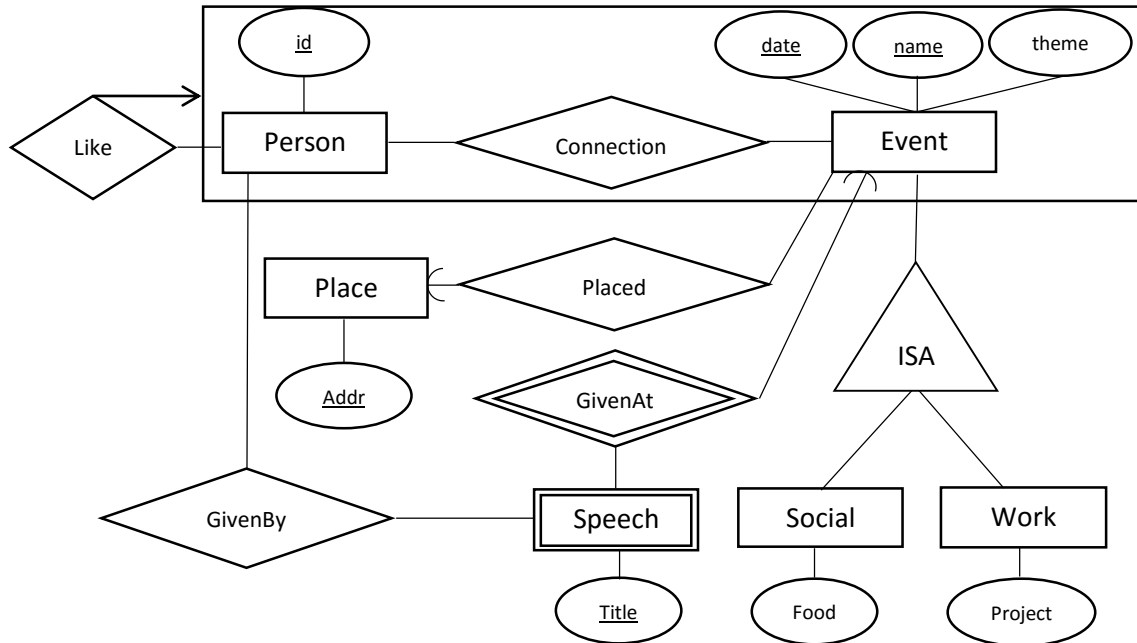 id
date
name
theme
Like
Person
Connection
Event
Place
Placed
ISA
Addr
GivenAt
GivenBy
Speech
Social
Work
Title
Food
Project